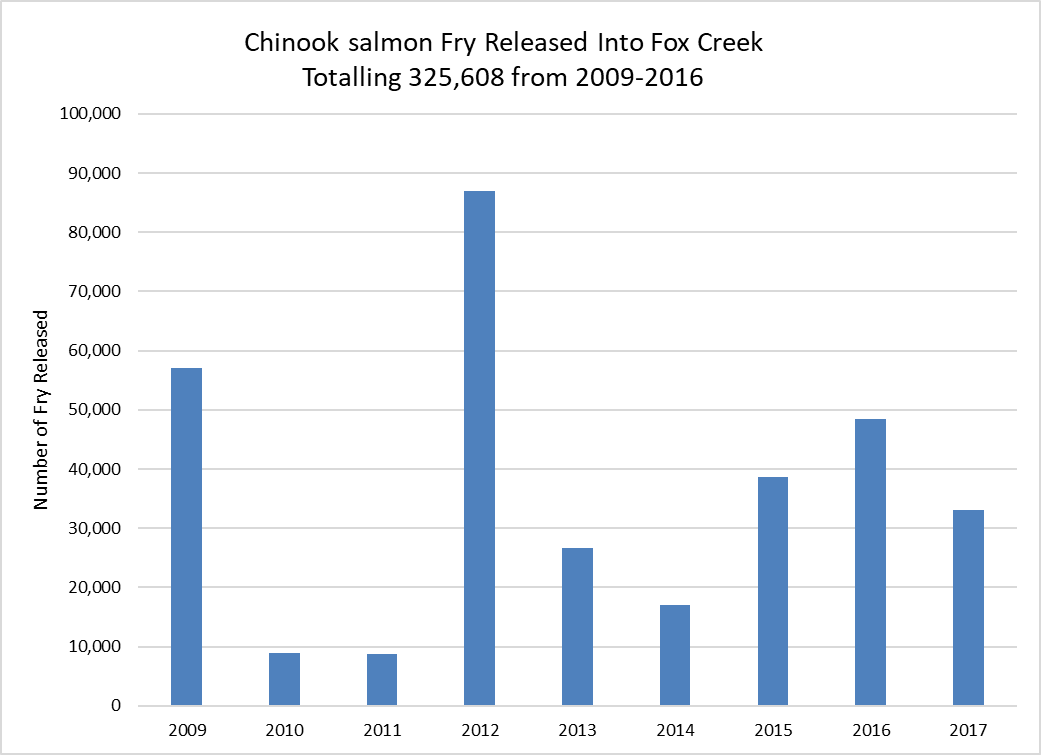 Chinook salmon Fry Released Into Fox Creek
Totalling 325,608 from 2009-2016
100,000
90,000
80,000
70,000
60,000
50,000
40,000
30,000
20,000
10,000
0
Number of Fry Released
2009 2010 2011 2012 2013 2014 2015 2016 2017